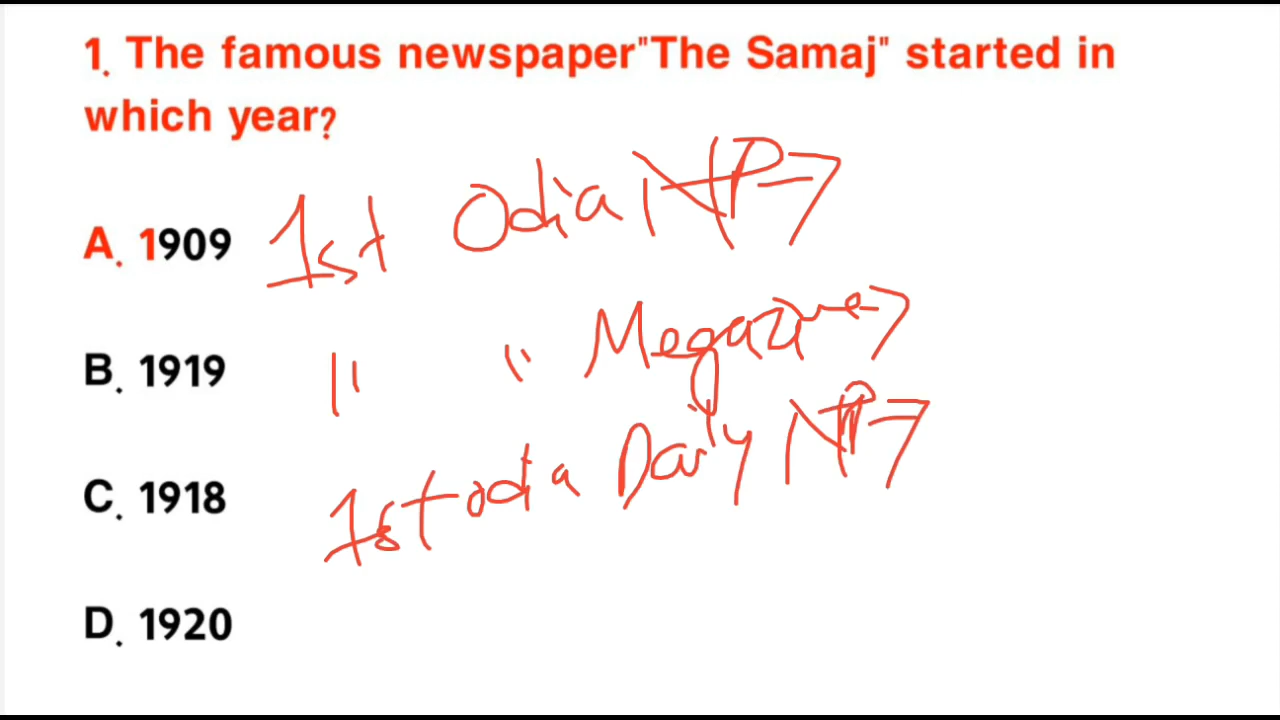 1. The famous newspaper"The Samaj" started in
which year?
A. 1909
1st Odia NP→
B. 1919
" " Megazine→
C. 1918
1st odia Daily NP→
D. 1920